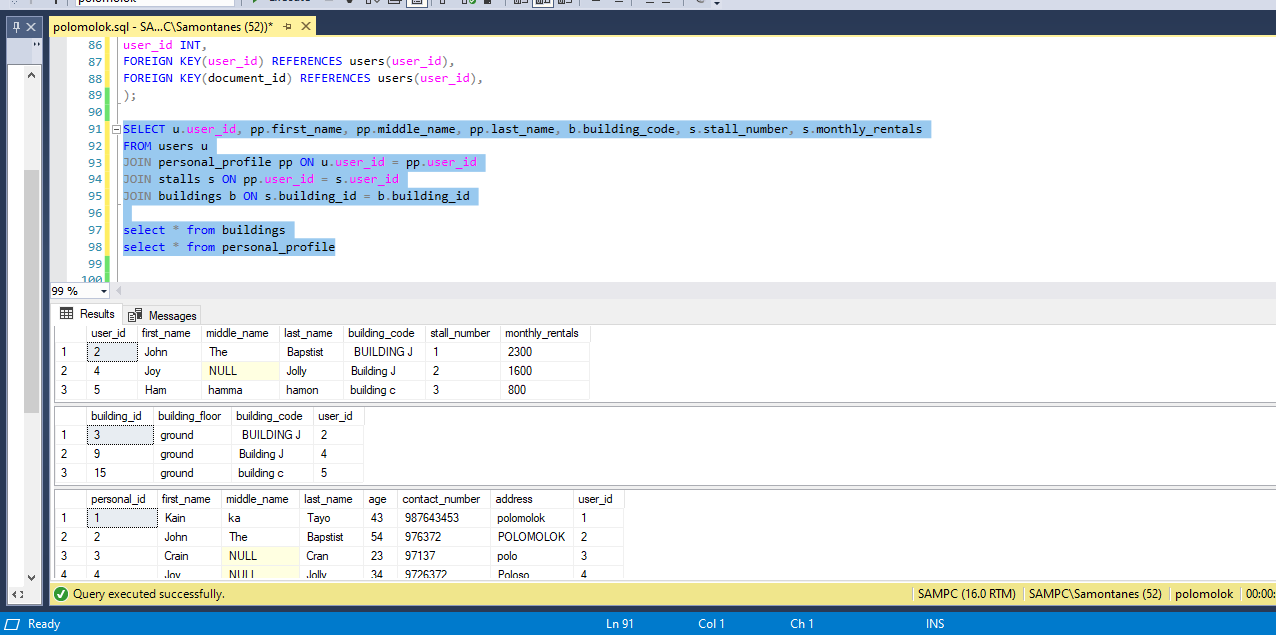 polomolok
Execute
polomolok.sql - SA...C\Samontanes (52))*
86 user_id INT,
87 FOREIGN KEY(user_id) REFERENCES users(user_id),
88 FOREIGN KEY(document_id) REFERENCES users(user_id),
89 );
90
91 SELECT u.user_id, pp.first_name, pp.middle_name, pp.last_name, b.building_code, s.stall_number, s.monthly_rentals
92 FROM users u
93 JOIN personal_profile pp ON u.user_id = pp.user_id
94 JOIN stalls s ON pp.user_id = s.user_id
95 JOIN buildings b ON s.building_id = b.building_id
96
97 select * from buildings
98 select * from personal_profile
99
100
99 %
Results Messages
user_id first_name middle_name last_name building_code stall_number monthly_rentals
1 2 John The Bapstist BUILDING J 1 2300
2 4 Joy NULL Jolly Building J 2 1600
3 5 Ham hamma hamon building c 3 800
building_id building_floor building_code user_id
1 3 ground BUILDING J 2
2 9 ground Building J 4
3 15 ground building c 5
personal_id first_name middle_name last_name age contact_number address user_id
1 1 Kain ka Tayo 43 987643453 polomolok 1
2 2 John The Bapstist 54 976372 POLOMOLOK 2
3 3 Crain NULL Cran 23 97137 polo 3
4 4 Joy NULL Jolly 34 9726372 Poloso 4
Query executed successfully. SAMPC (16.0 RTM) SAMPC\Samontanes (52) polomolok 00:00:
Ready Ln 91 Col 1 Ch 1 INS